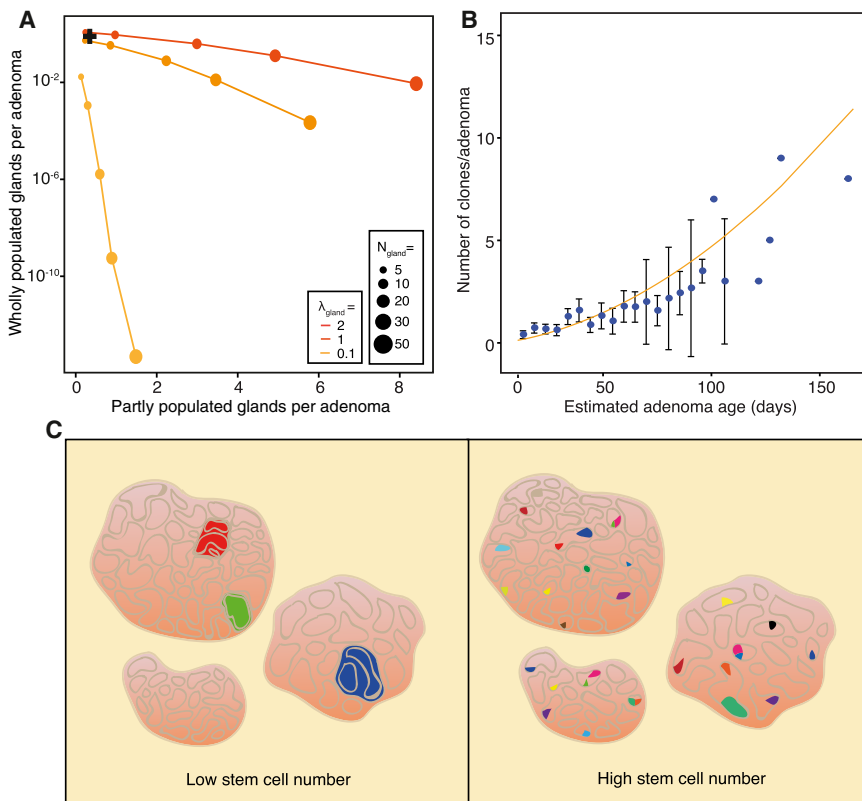 A
Wholly populated glands per adenoma
10-2
10-6
10-10
0 2 4 6 8
Partly populated glands per adenoma
λgland =
2
1
0.1
Ngland=
5
10
20
30
50
B
Number of clones/adenoma
15
10
5
0
0 50 100 150
Estimated adenoma age (days)
C
Low stem cell number
High stem cell number